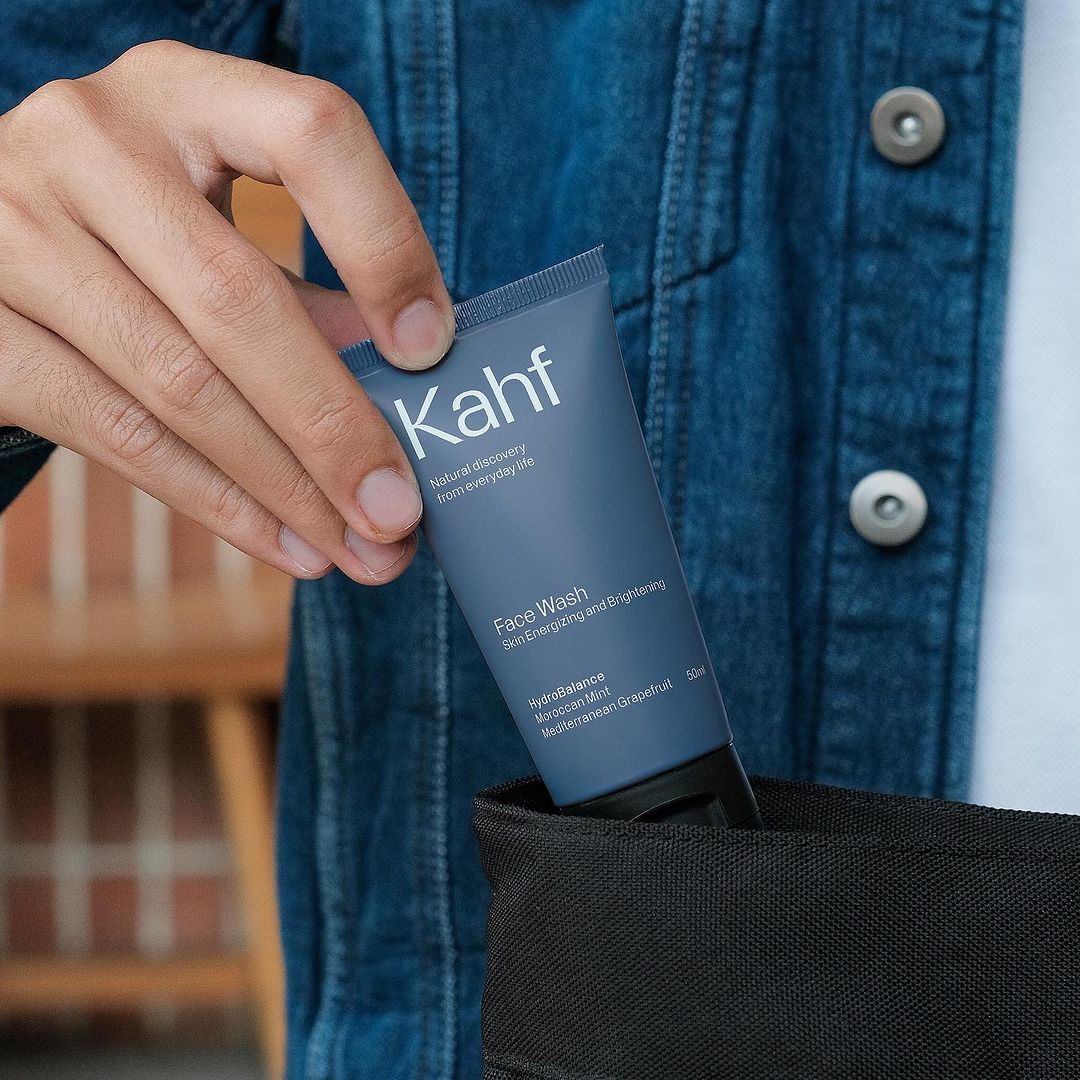 Kahf
Natural discovery
from everyday life
Face Wash
Skin Energizing and Brightening
HydroBalance
Moroccan Mint
Mediterranean Grapefruit 50ml